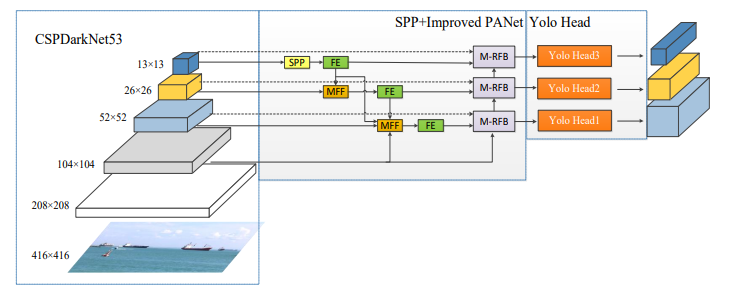 SPP+Improved PANet Yolo Head
CSPDarkNet53
13×13
SPP
FE
M-RFB
Yolo Head3
26×26
MFF
FE
M-RFB
Yolo Head2
52×52
MFF
FE
M-RFB
Yolo Head1
104×104
208×208
416×416